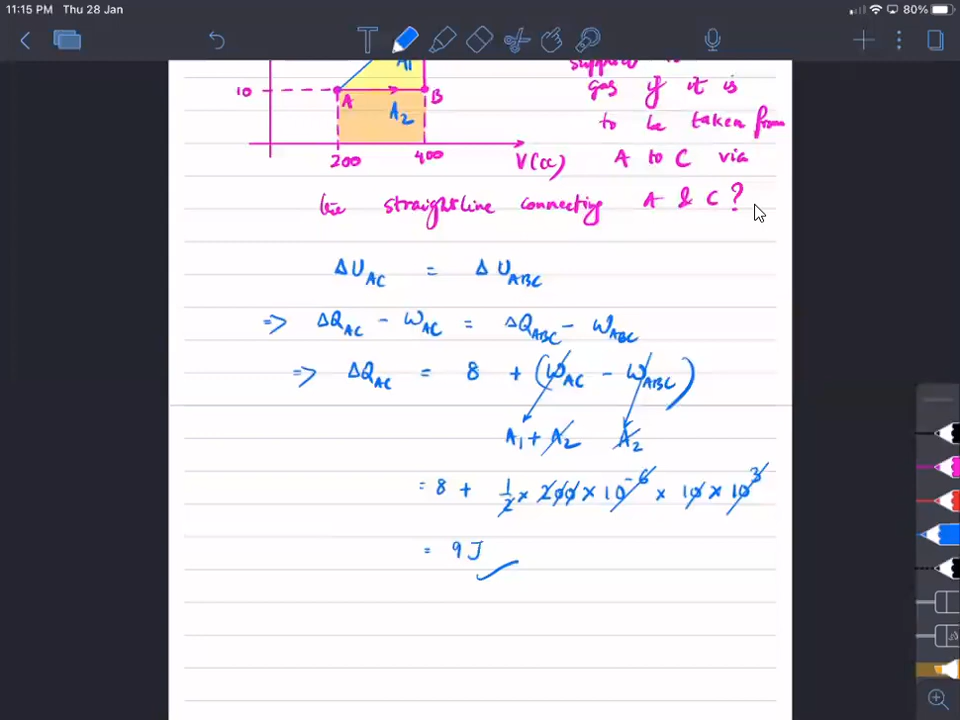 11:15 PM Thu 28 Jan
80%
T
A1
10
A
B
A2
gas if it is
to be taken from
200
400
V(cc)
A to C via
the straightline connecting A & C ?
ΔU_AC = ΔU_ABC
=> ΔQ_AC - W_AC = ΔQ_ABC - W_ABC
=> ΔQ_AC = 8 + (W_AC - W_ABC)
A1 + A2 A2
= 8 + 1/2 × 200 × 10^-6 × 10 × 10^3
= 9 J